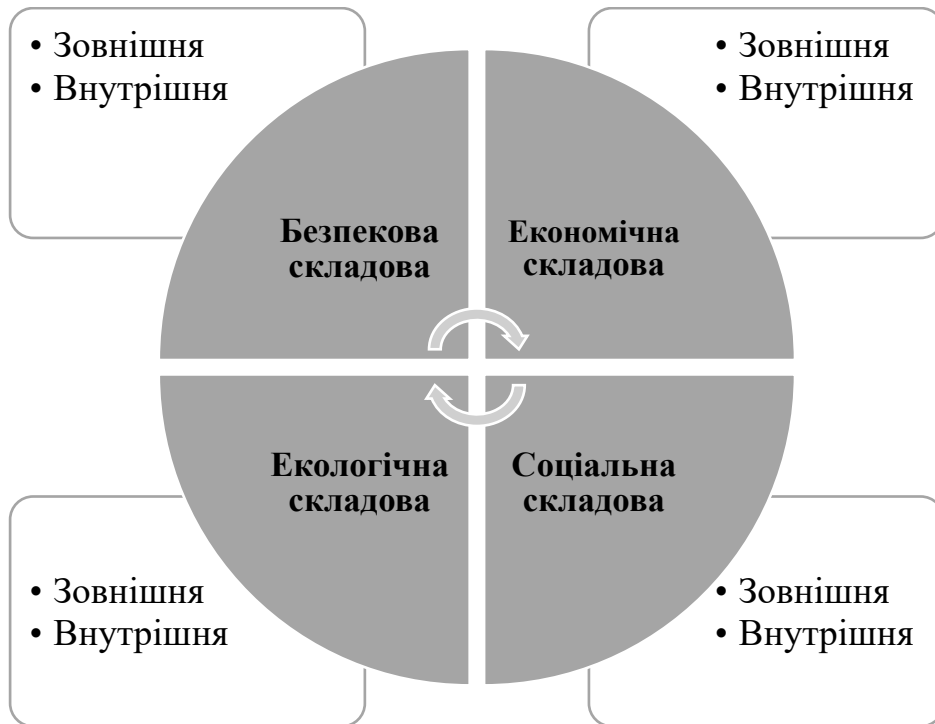 • Зовнішня
• Внутрішня
• Зовнішня
• Внутрішня
Безпекова
складова
Економічна
складова
Екологічна
складова
Соціальна
складова
• Зовнішня
• Внутрішня
• Зовнішня
• Внутрішня